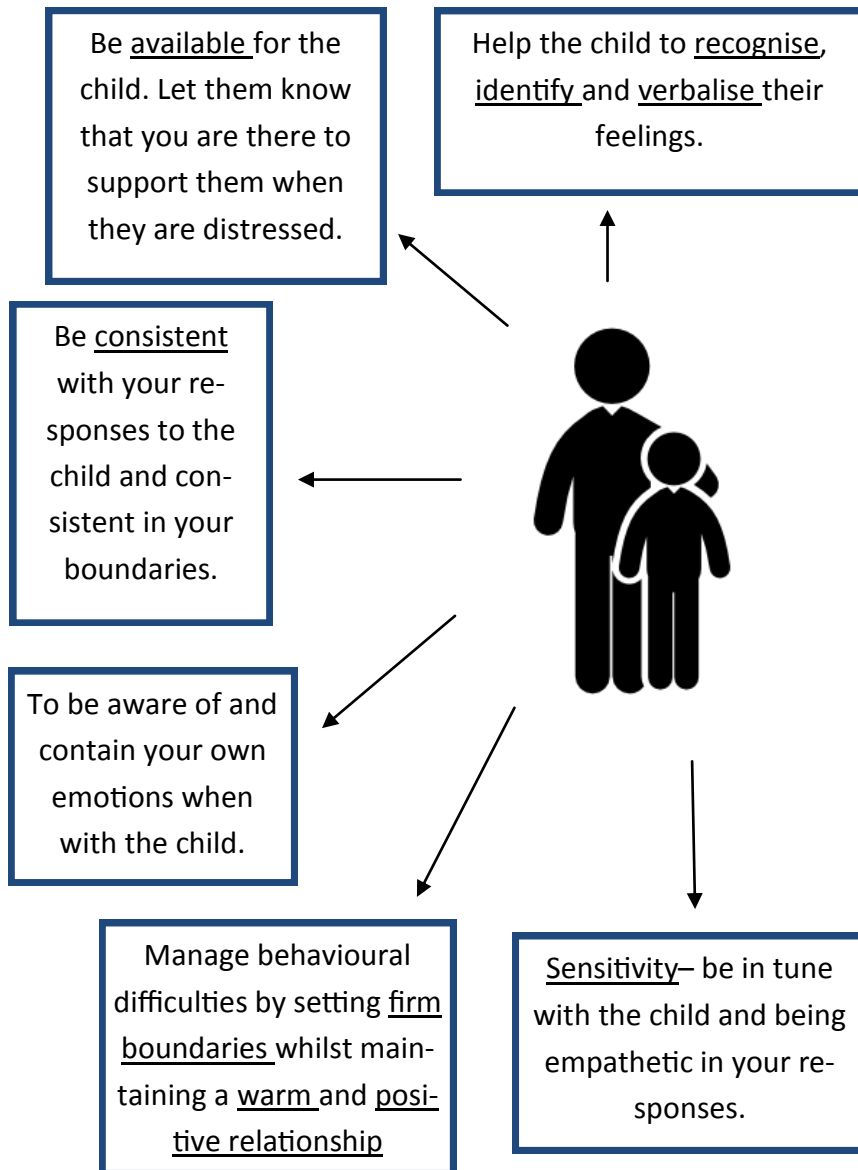 Be available for the
child. Let them know
that you are there to
support them when
they are distressed.
Help the child to recognise,
identify and verbalise their
feelings.
Be consistent
with your re-
sponses to the
child and con-
sistent in your
boundaries.
To be aware of and
contain your own
emotions when
with the child.
Manage behavioural
difficulties by setting firm
boundaries whilst main-
taining a warm and posi-
tive relationship
Sensitivity– be in tune
with the child and being
empathetic in your re-
sponses.